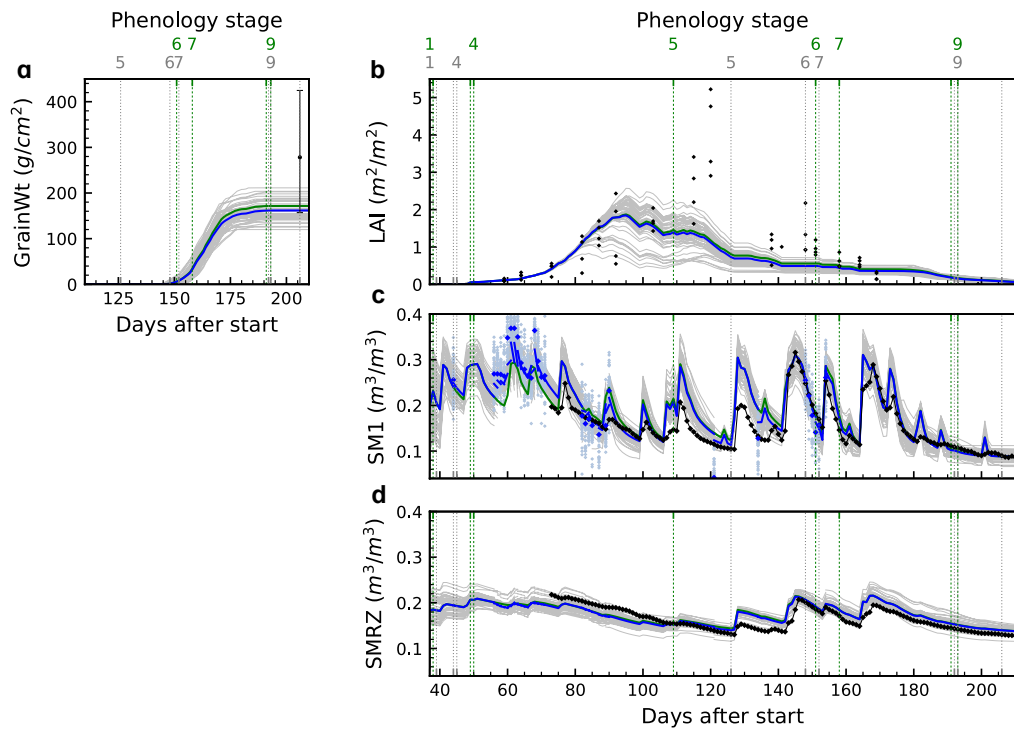 Phenology stage
6 7 9
5 67 9
a
GrainWt (g/cm²)
400
300
200
100
0
125 150 175 200
Days after start
Phenology stage
1 4 5 6 7 9
1 4 5 6 7 9
b
LAI (m²/m²)
5
4
3
2
1
0
c
SM1 (m³/m³)
0.4
0.3
0.2
0.1
d
SMRZ (m³/m³)
0.4
0.3
0.2
0.1
40 60 80 100 120 140 160 180 200
Days after start